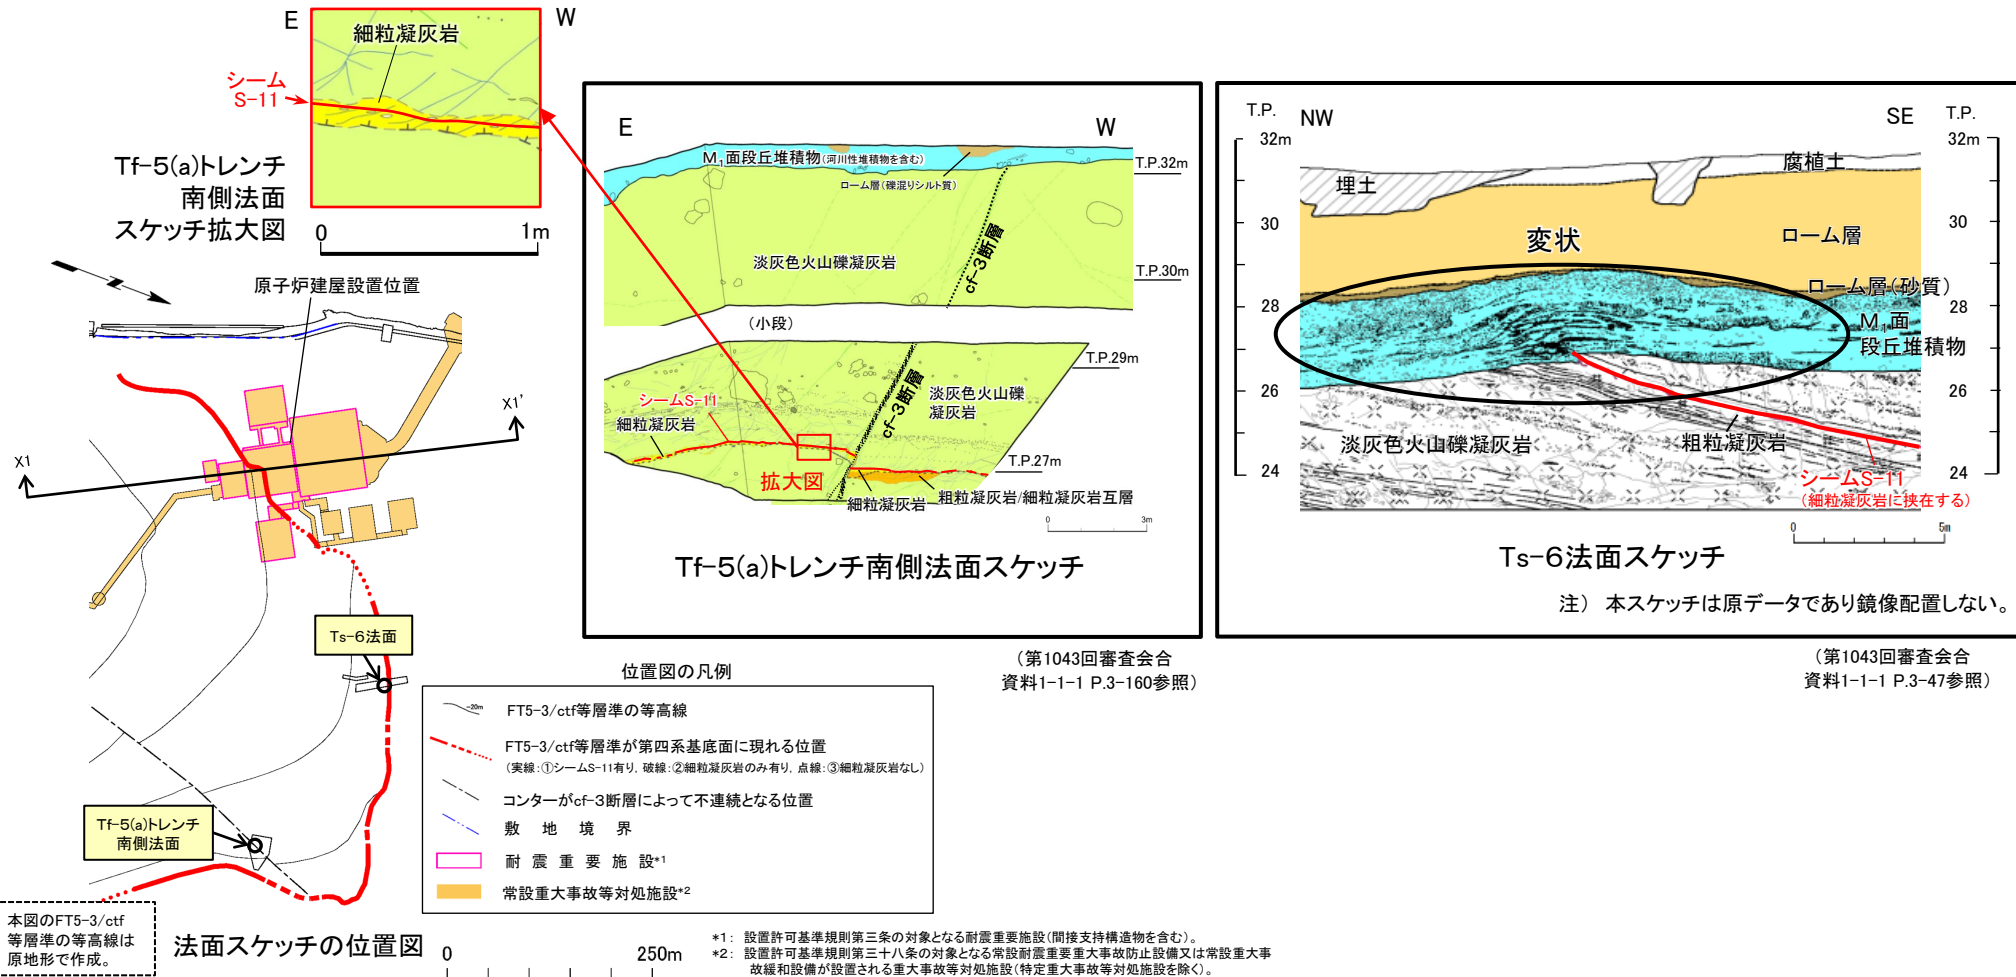 E
W
細粒凝灰岩
シーム
S-11
Tf-5(a)トレンチ
南側法面
スケッチ拡大図
0
1m
原子炉建屋設置位置
X1
X1'
Ts-6法面
Tf-5(a)トレンチ
南側法面
本図のFT5-3/ctf
等層準の等高線は
原地形で作成。
法面スケッチの位置図
0
250m
E
W
M₁面段丘堆積物(河川性堆積物を含む)
ローム層(礫混りシルト質)
T.P.32m
淡灰色火山礫凝灰岩
cf-3断層
T.P.30m
(小段)
T.P.29m
cf-3断層
淡灰色火山礫
凝灰岩
シームS-11
細粒凝灰岩
T.P.27m
拡大図
細粒凝灰岩
粗粒凝灰岩/細粒凝灰岩互層
0
3m
Tf-5(a)トレンチ南側法面スケッチ
(第1043回審査会合
資料1-1-1 P.3-160参照)
T.P.
NW
SE
T.P.
32m
32m
30
30
28
28
26
26
24
24
腐植土
埋土
変状
ローム層
ローム層(砂質)
M₁面
段丘堆積物
淡灰色火山礫凝灰岩
粗粒凝灰岩
シームS-11
(細粒凝灰岩に挟在する)
0
5m
Ts-6法面スケッチ
注) 本スケッチは原データであり鏡像配置しない。
(第1043回審査会合
資料1-1-1 P.3-47参照)
位置図の凡例
-20m
FT5-3/ctf等層準の等高線
FT5-3/ctf等層準が第四系基底面に現れる位置
(実線:①シームS-11有り, 破線:②細粒凝灰岩のみ有り, 点線:③細粒凝灰岩なし)
コンターがcf-3断層によって不連続となる位置
敷 地 境 界
耐 震 重 要 施 設*1
常設重大事故等対処施設*2
*1: 設置許可基準規則第三条の対象となる耐震重要施設(間接支持構造物を含む)。
*2: 設置許可基準規則第三十八条の対象となる常設耐震重要重大事故防止設備又は常設重大事
故緩和設備が設置される重大事故等対処施設(特定重大事故等対処施設を除く)。